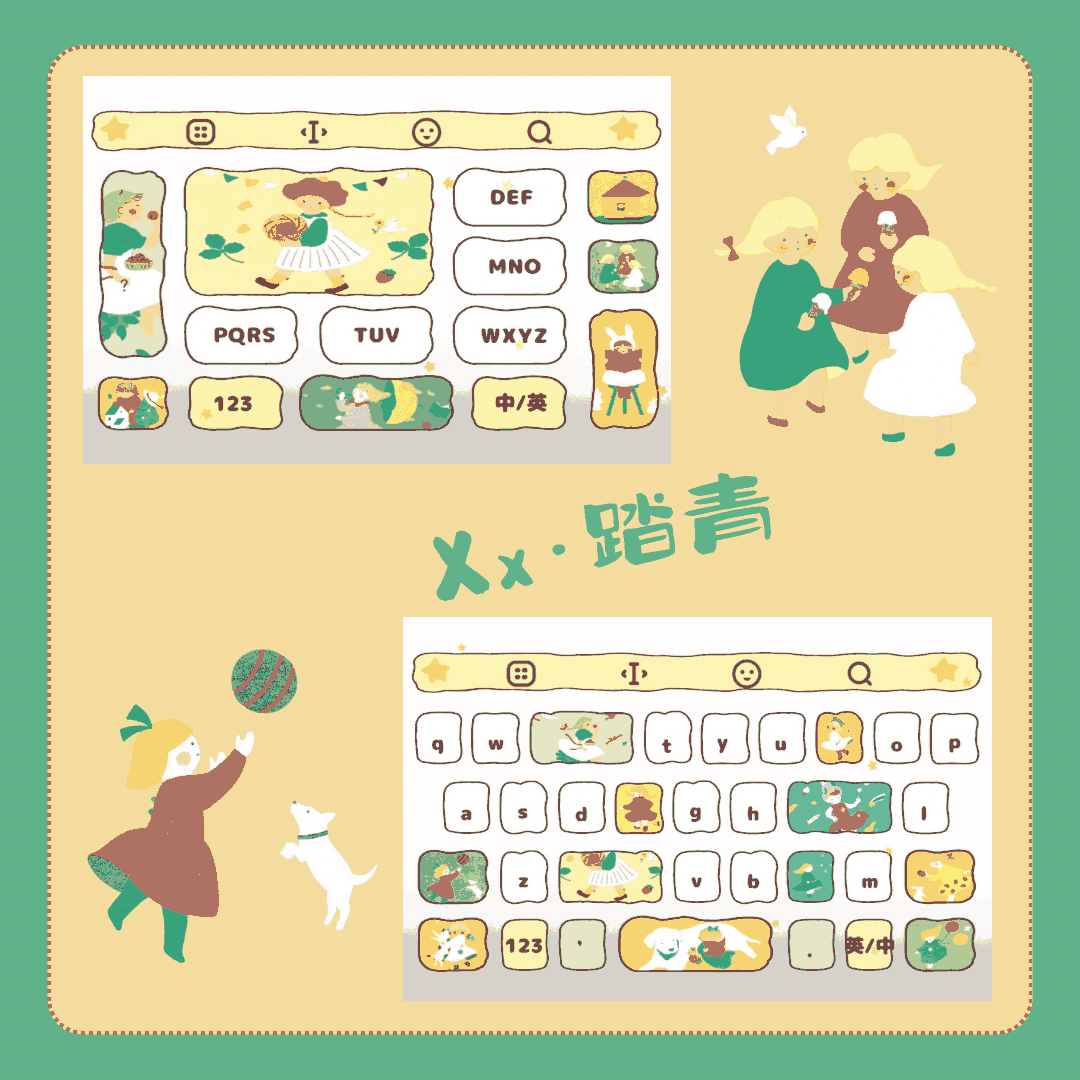 DEF
MNO
?
PQRS TUV WXYZ
123 中/英
Xx·踏青
q w t y u o p
a s d g h l
z v b m
123 ' . 英/中